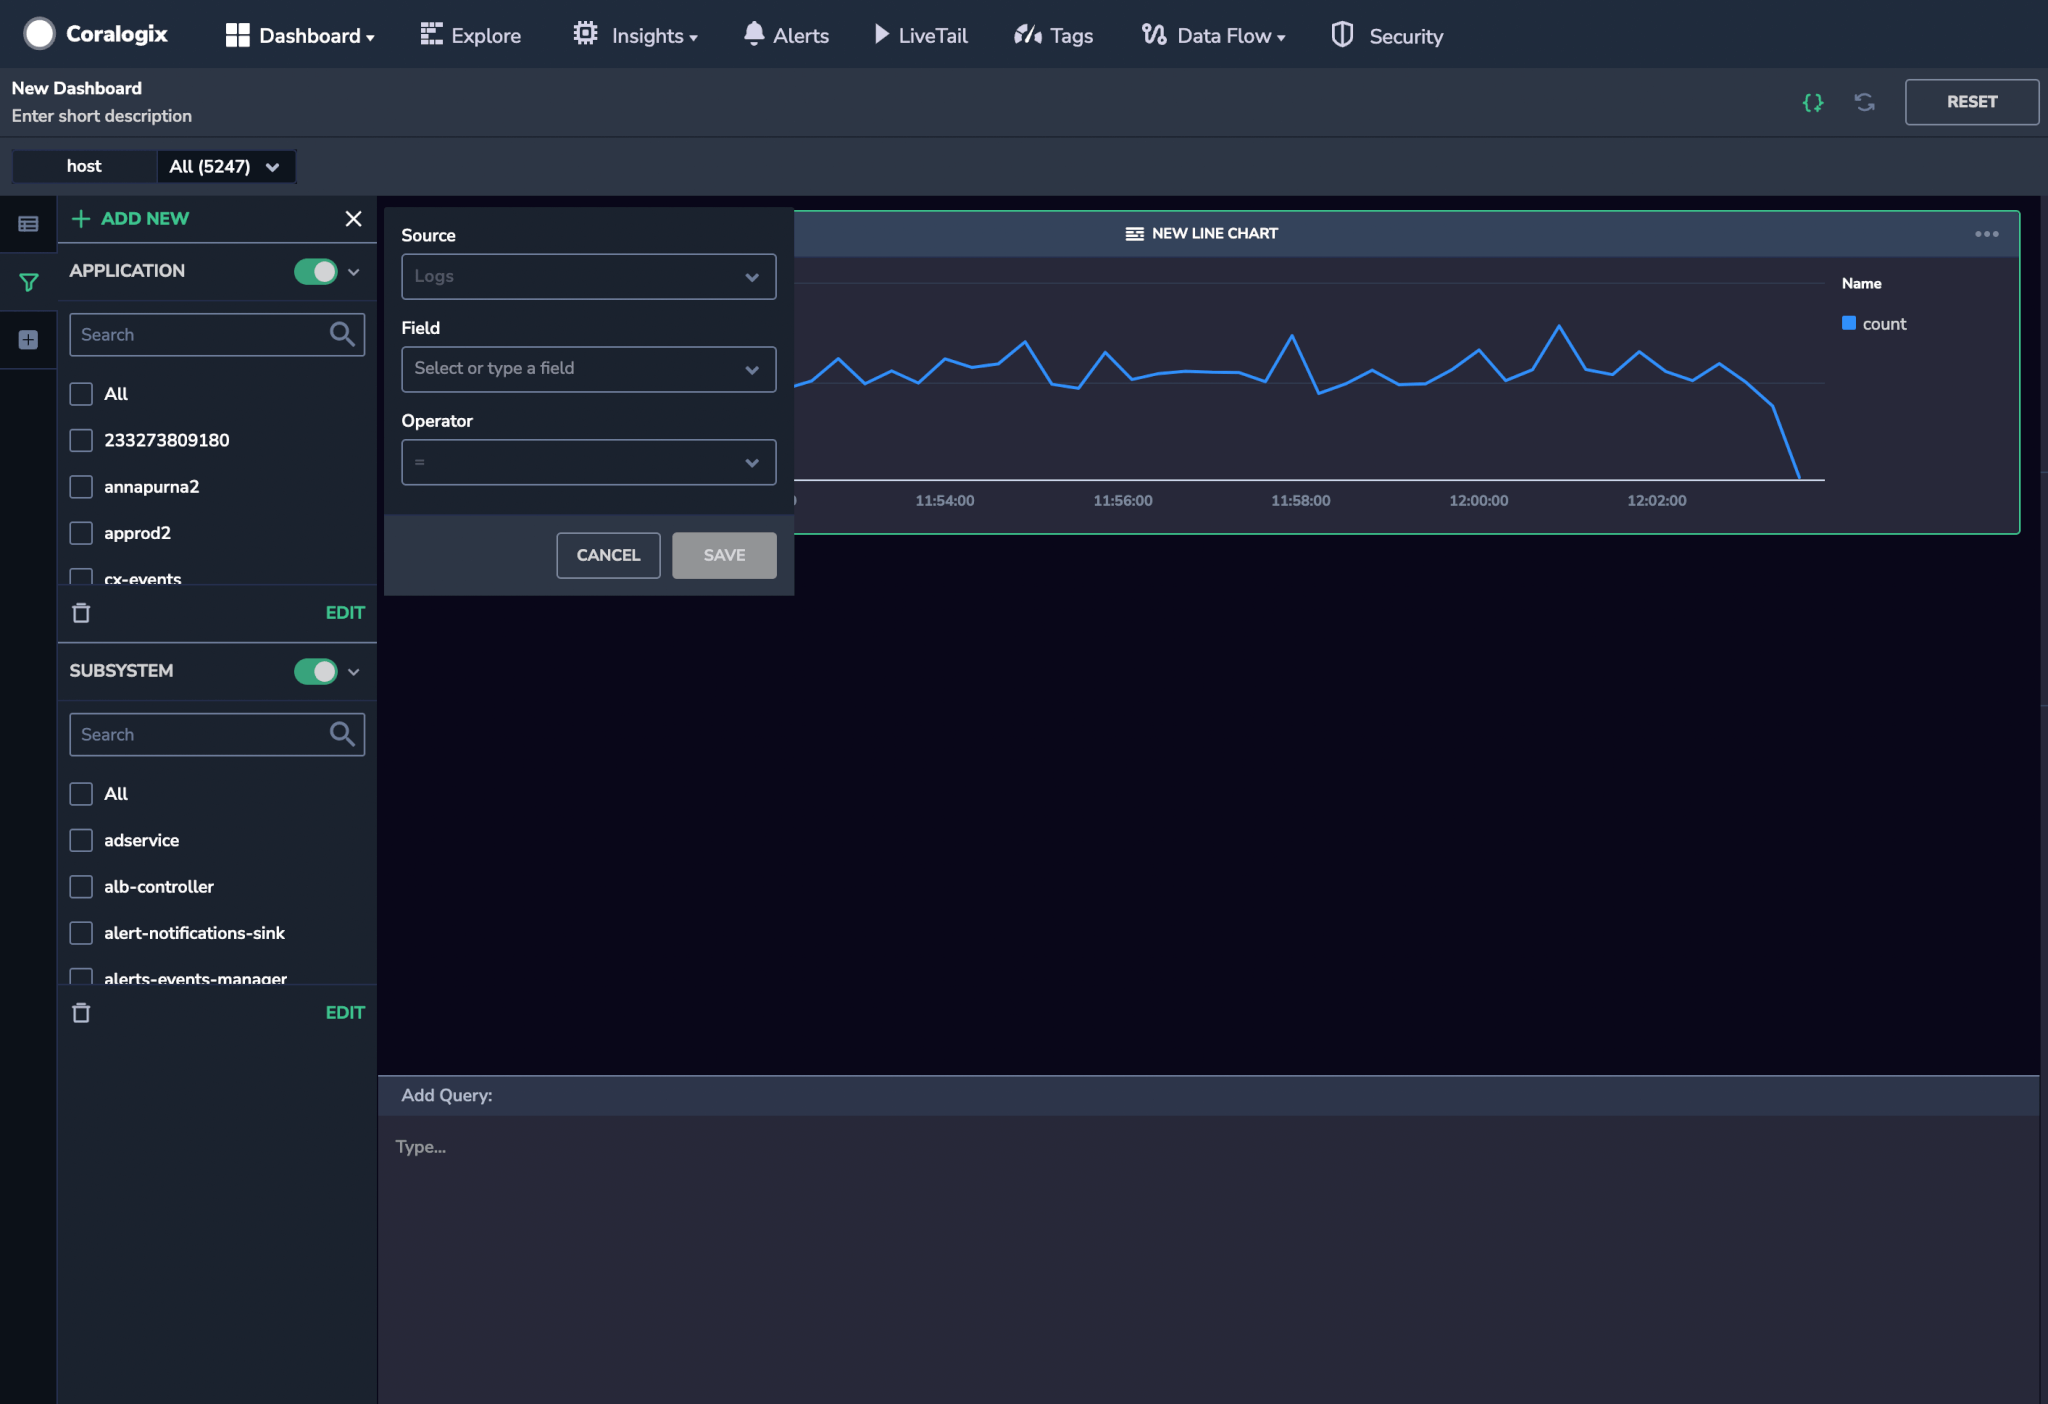 Coralogix
Dashboard
Explore
Insights
Alerts
LiveTail
Tags
Data Flow
Security
New Dashboard
Enter short description
RESET
host
All (5247)
ADD NEW
APPLICATION
Search
All
233273809180
annapurna2
approd2
cx-events
EDIT
SUBSYSTEM
Search
All
adservice
alb-controller
alert-notifications-sink
alerts-events-manager
EDIT
Source
Logs
Field
Select or type a field
Operator
=
CANCEL
SAVE
NEW LINE CHART
Name
count
11:54:00
11:56:00
11:58:00
12:00:00
12:02:00
Add Query:
Type...